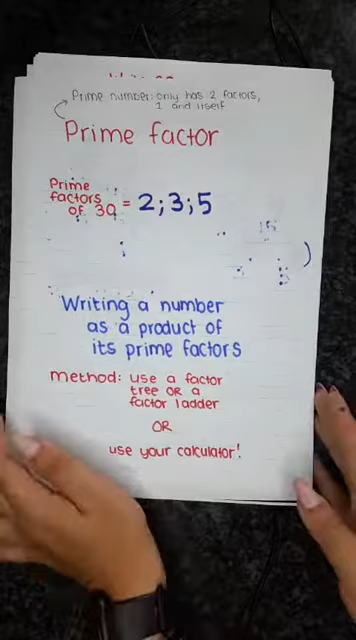 Prime number: only has 2 factors,
1 and itself
Prime factor
Prime
factors
of 30 = 2; 3; 5
Writing a number
as a product of
its prime factors
method: use a factor
tree OR a
factor ladder
OR
use your calculator!